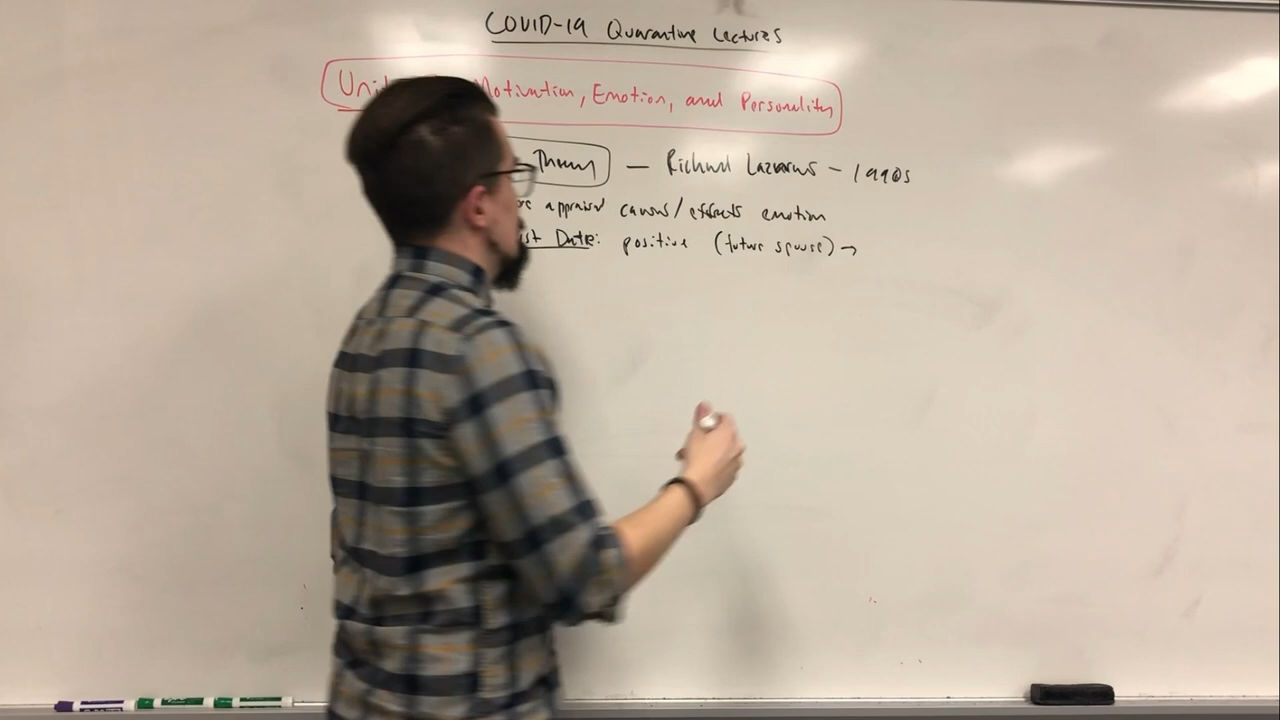 COVID-19 Quarantine Lectures
Motivation, Emotion, and Personality
Theory — Richard Lazarus - 1990s
appraisal causes/effects emotion
Date: positive (future spouse) →